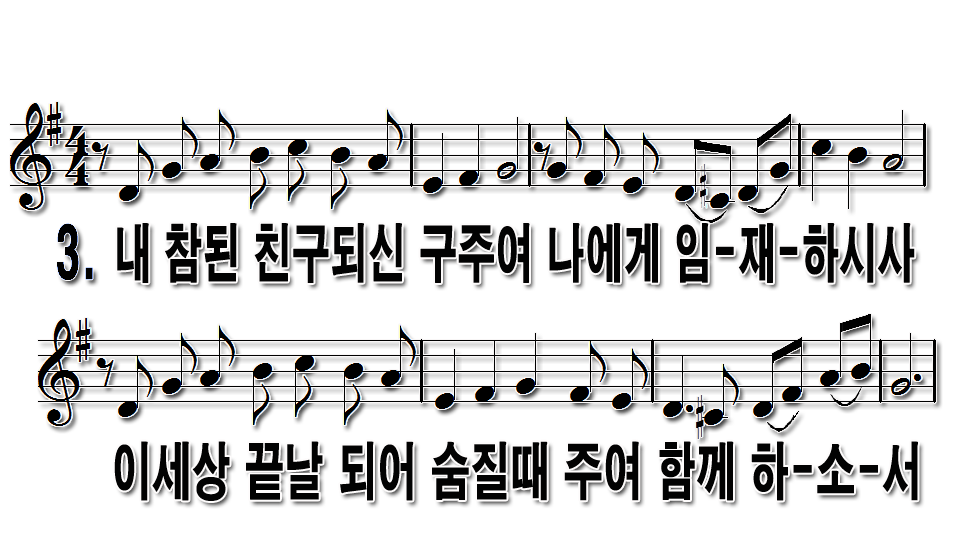 3. 내 참된 친구되신 구주여 나에게 임-재-하시사
이세상 끝날 되어 숨질때 주여 함께 하-소-서